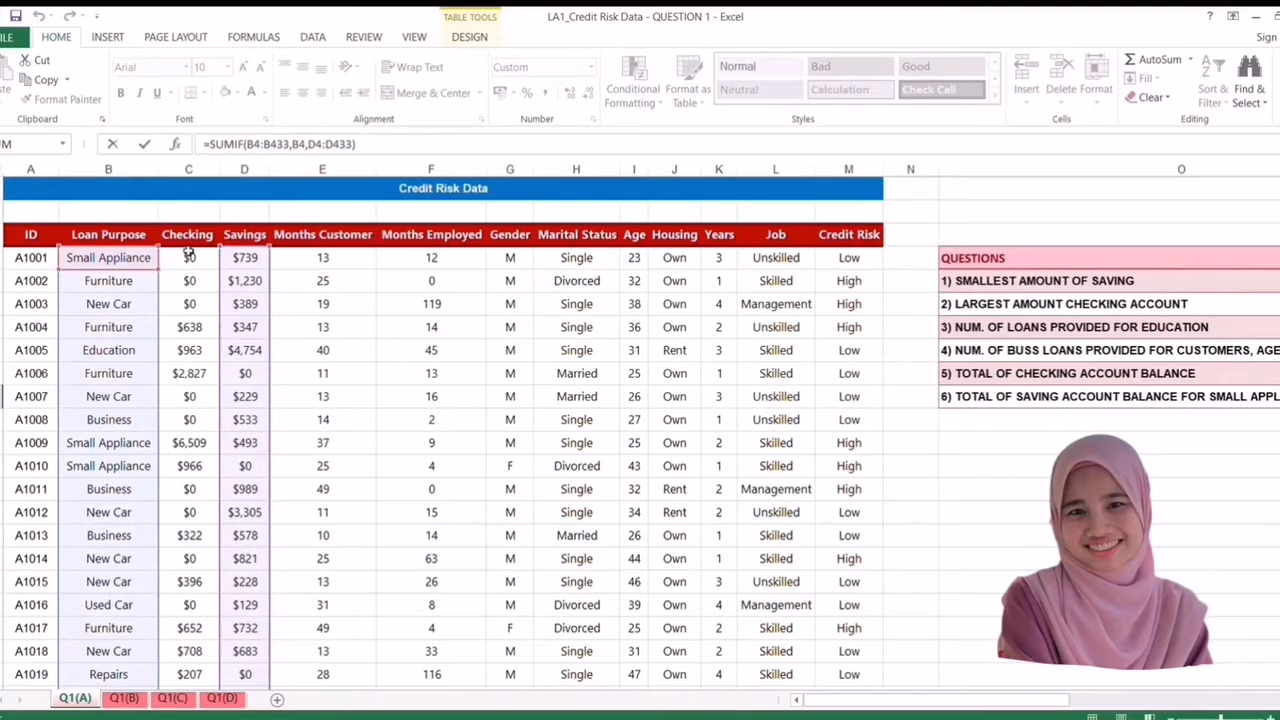 TABLE TOOLS
LA1_Credit Risk Data - QUESTION 1 - Excel
HOME INSERT PAGE LAYOUT FORMULAS DATA REVIEW VIEW DESIGN Sign
Cut
Copy
Format Painter
Arial 10
B I U
Wrap Text
Merge & Center
Custom
Conditional Formatting
Format as Table
Normal Bad Good
Neutral Calculation Check Cell
Insert Delete Format
AutoSum
Fill
Clear
Sort & Filter
Find & Select
Clipboard Font Alignment Number Styles Cells Editing
=SUMIF(B4:B433,B4,D4:D433)
A B C D E F G H I J K L M N O
Credit Risk Data
ID Loan Purpose Checking Savings Months Customer Months Employed Gender Marital Status Age Housing Years Job Credit Risk
A1001 Small Appliance $0 $739 13 12 M Single 23 Own 3 Unskilled Low
A1002 Furniture $0 $1,230 25 0 M Divorced 32 Own 1 Skilled High
A1003 New Car $0 $389 19 119 M Single 38 Own 4 Management High
A1004 Furniture $638 $347 13 14 M Single 36 Own 2 Unskilled High
A1005 Education $963 $4,754 40 45 M Single 31 Rent 3 Skilled Low
A1006 Furniture $2,827 $0 11 13 M Married 25 Own 1 Skilled Low
A1007 New Car $0 $229 13 16 M Married 26 Own 3 Unskilled Low
A1008 Business $0 $533 14 2 M Single 27 Own 1 Unskilled Low
A1009 Small Appliance $6,509 $493 37 9 M Single 25 Own 2 Skilled High
A1010 Small Appliance $966 $0 25 4 F Divorced 43 Own 1 Skilled High
A1011 Business $0 $989 49 0 M Single 32 Rent 2 Management High
A1012 New Car $0 $3,305 11 15 M Single 34 Rent 2 Unskilled Low
A1013 Business $322 $578 10 14 M Married 26 Own 1 Skilled Low
A1014 New Car $0 $821 25 63 M Single 44 Own 1 Skilled High
A1015 New Car $396 $228 13 26 M Single 46 Own 3 Unskilled Low
A1016 Used Car $0 $129 31 8 M Divorced 39 Own 4 Management Low
A1017 Furniture $652 $732 49 4 F Divorced 25 Own 2 Skilled High
A1018 New Car $708 $683 13 33 M Single 31 Own 2 Skilled Low
A1019 Repairs $207 $0 28 116 M Single 47 Own 4 Skilled Low
QUESTIONS
1) SMALLEST AMOUNT OF SAVING
2) LARGEST AMOUNT CHECKING ACCOUNT
3) NUM. OF LOANS PROVIDED FOR EDUCATION
4) NUM. OF BUSS LOANS PROVIDED FOR CUSTOMERS, AGE
5) TOTAL OF CHECKING ACCOUNT BALANCE
6) TOTAL OF SAVING ACCOUNT BALANCE FOR SMALL APPL
Q1(A) Q1(B) Q1(C) Q1(D)